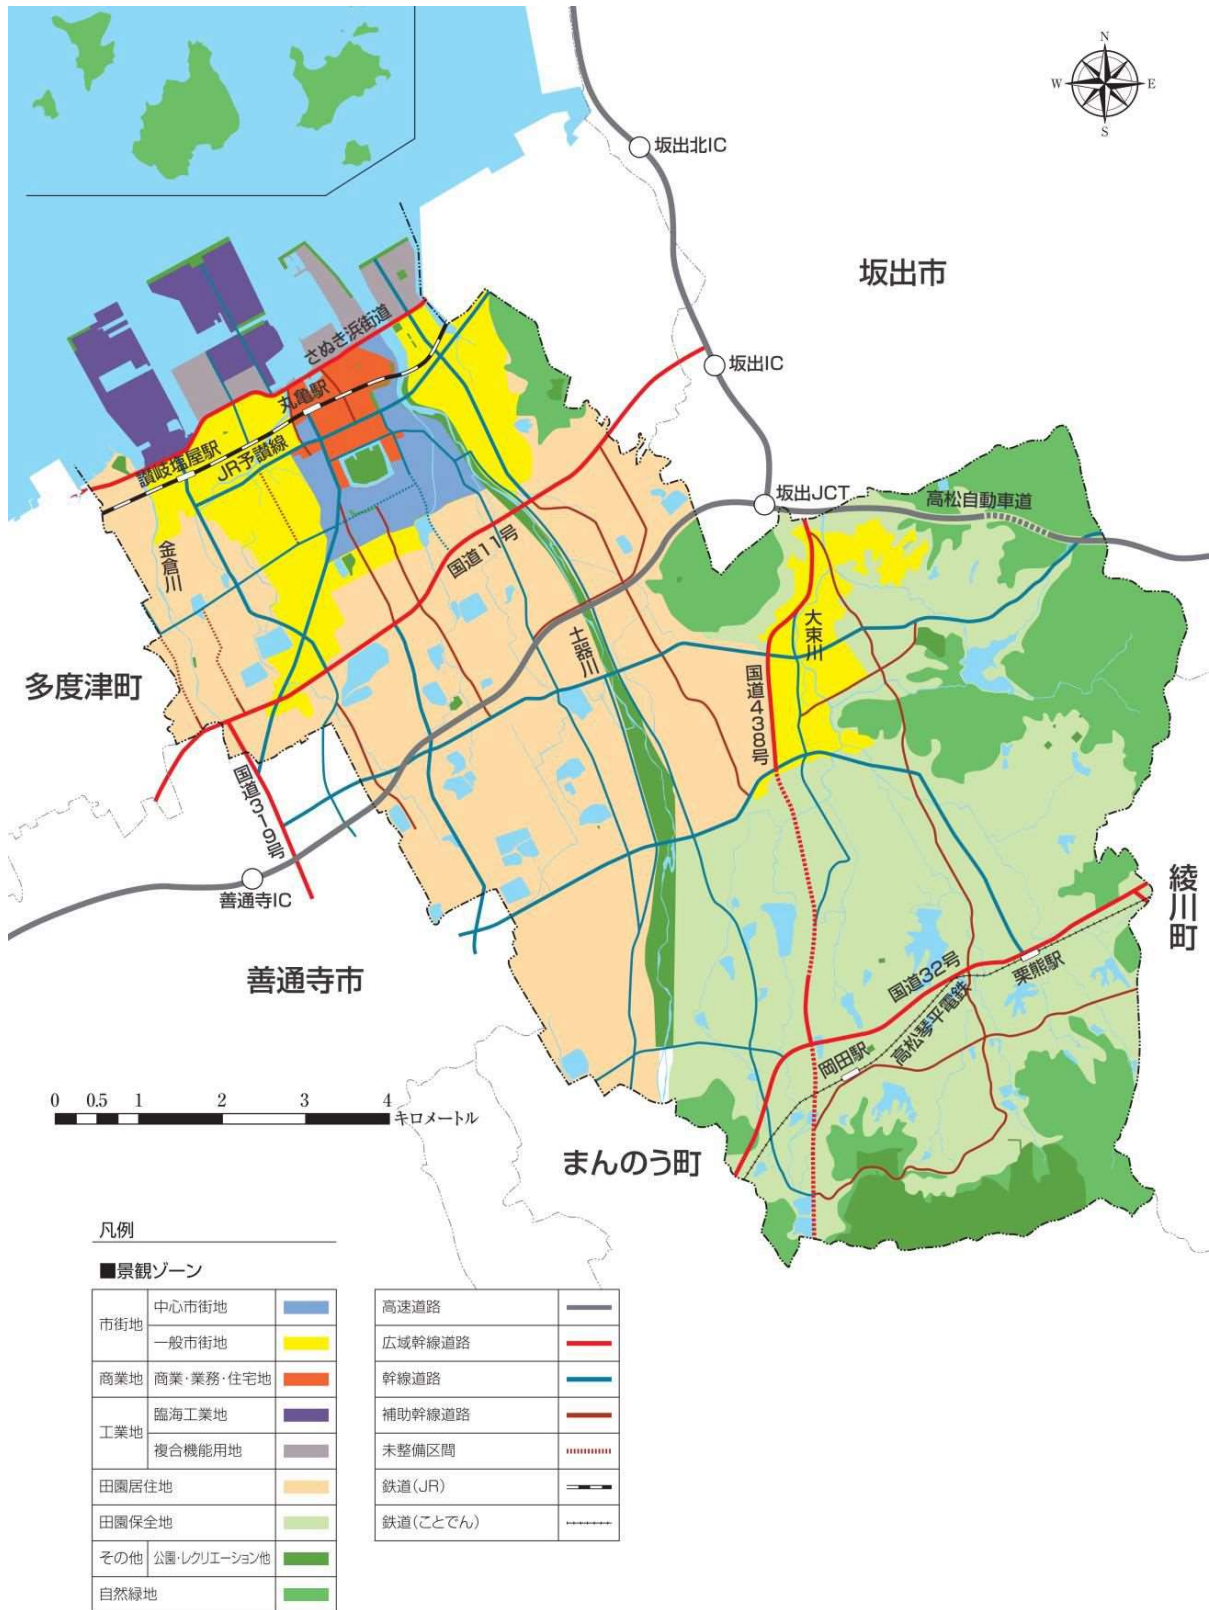 N
W
E
S
坂出北IC
坂出市
坂出IC
さぬき浜街道
丸亀駅
讃岐塩屋駅
JR予讃線
坂出JCT
高松自動車道
金倉川
国道11号
土器川
大束川
多度津町
国道438号
国道319号
善通寺IC
綾川町
善通寺市
国道32号
栗熊駅
高松琴平電鉄
岡田駅
0 0.5 1 2 3 4
キロメートル
まんのう町
凡例
■景観ゾーン
市街地
中心市街地
一般市街地
商業地 商業・業務・住宅地
工業地
臨海工業地
複合機能用地
田園居住地
田園保全地
その他 公園・レクリエーション他
自然緑地
高速道路
広域幹線道路
幹線道路
補助幹線道路
未整備区間
鉄道(JR)
鉄道(ことでん)